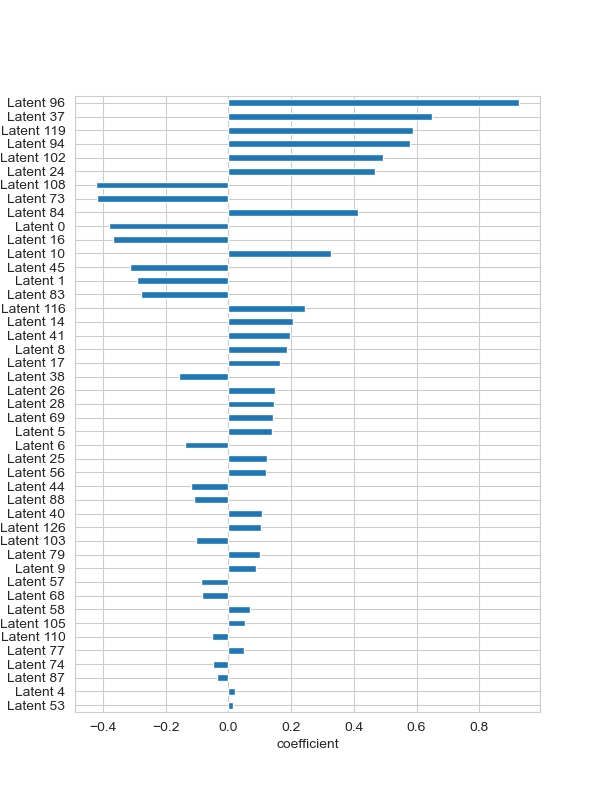 Latent 96
Latent 37
Latent 119
Latent 94
Latent 102
Latent 24
Latent 108
Latent 73
Latent 84
Latent 0
Latent 16
Latent 10
Latent 45
Latent 1
Latent 83
Latent 116
Latent 14
Latent 41
Latent 8
Latent 17
Latent 38
Latent 26
Latent 28
Latent 69
Latent 5
Latent 6
Latent 25
Latent 56
Latent 44
Latent 88
Latent 40
Latent 126
Latent 103
Latent 79
Latent 9
Latent 57
Latent 68
Latent 58
Latent 105
Latent 110
Latent 77
Latent 74
Latent 87
Latent 4
Latent 53
−0.4 −0.2 0.0 0.2 0.4 0.6 0.8
coefficient